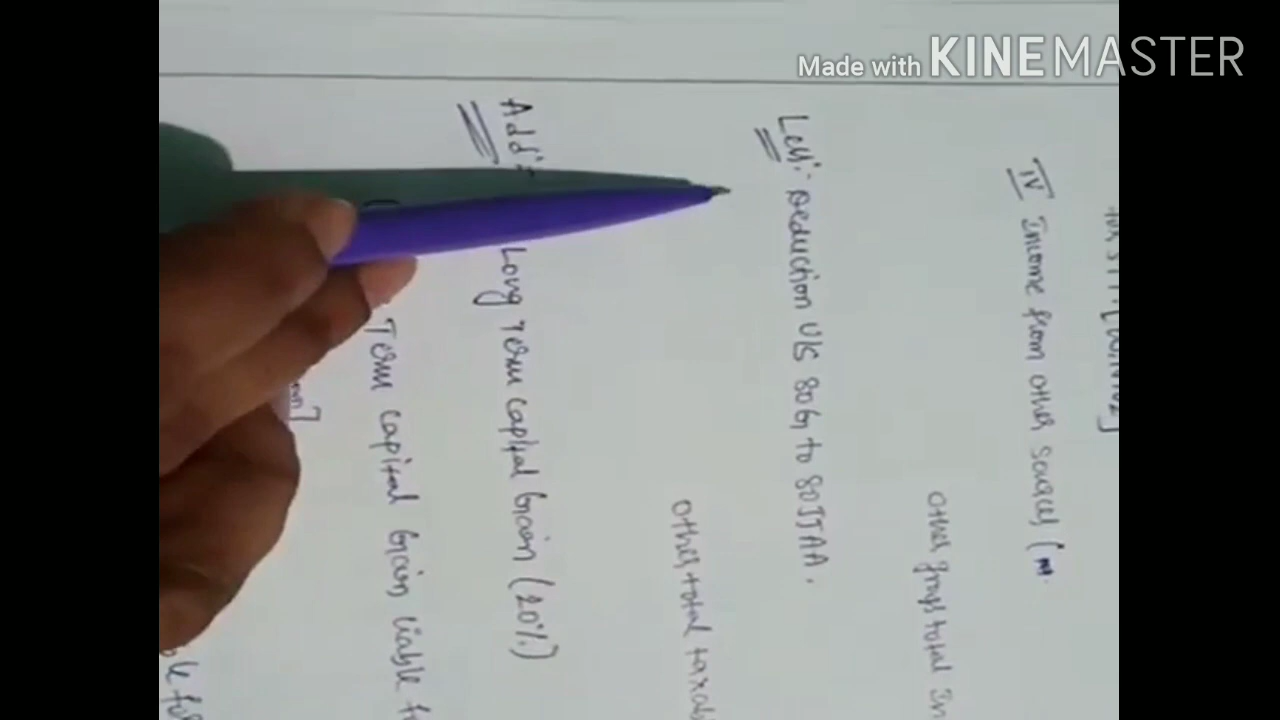 Made with KINEMASTER
IV Income from other sources (
other gross total In
Less:- Deduction U/s 80G to 80JJAA.
other total taxab
Add:- Long Term capital Gain (20%)
Term capital Gain liable